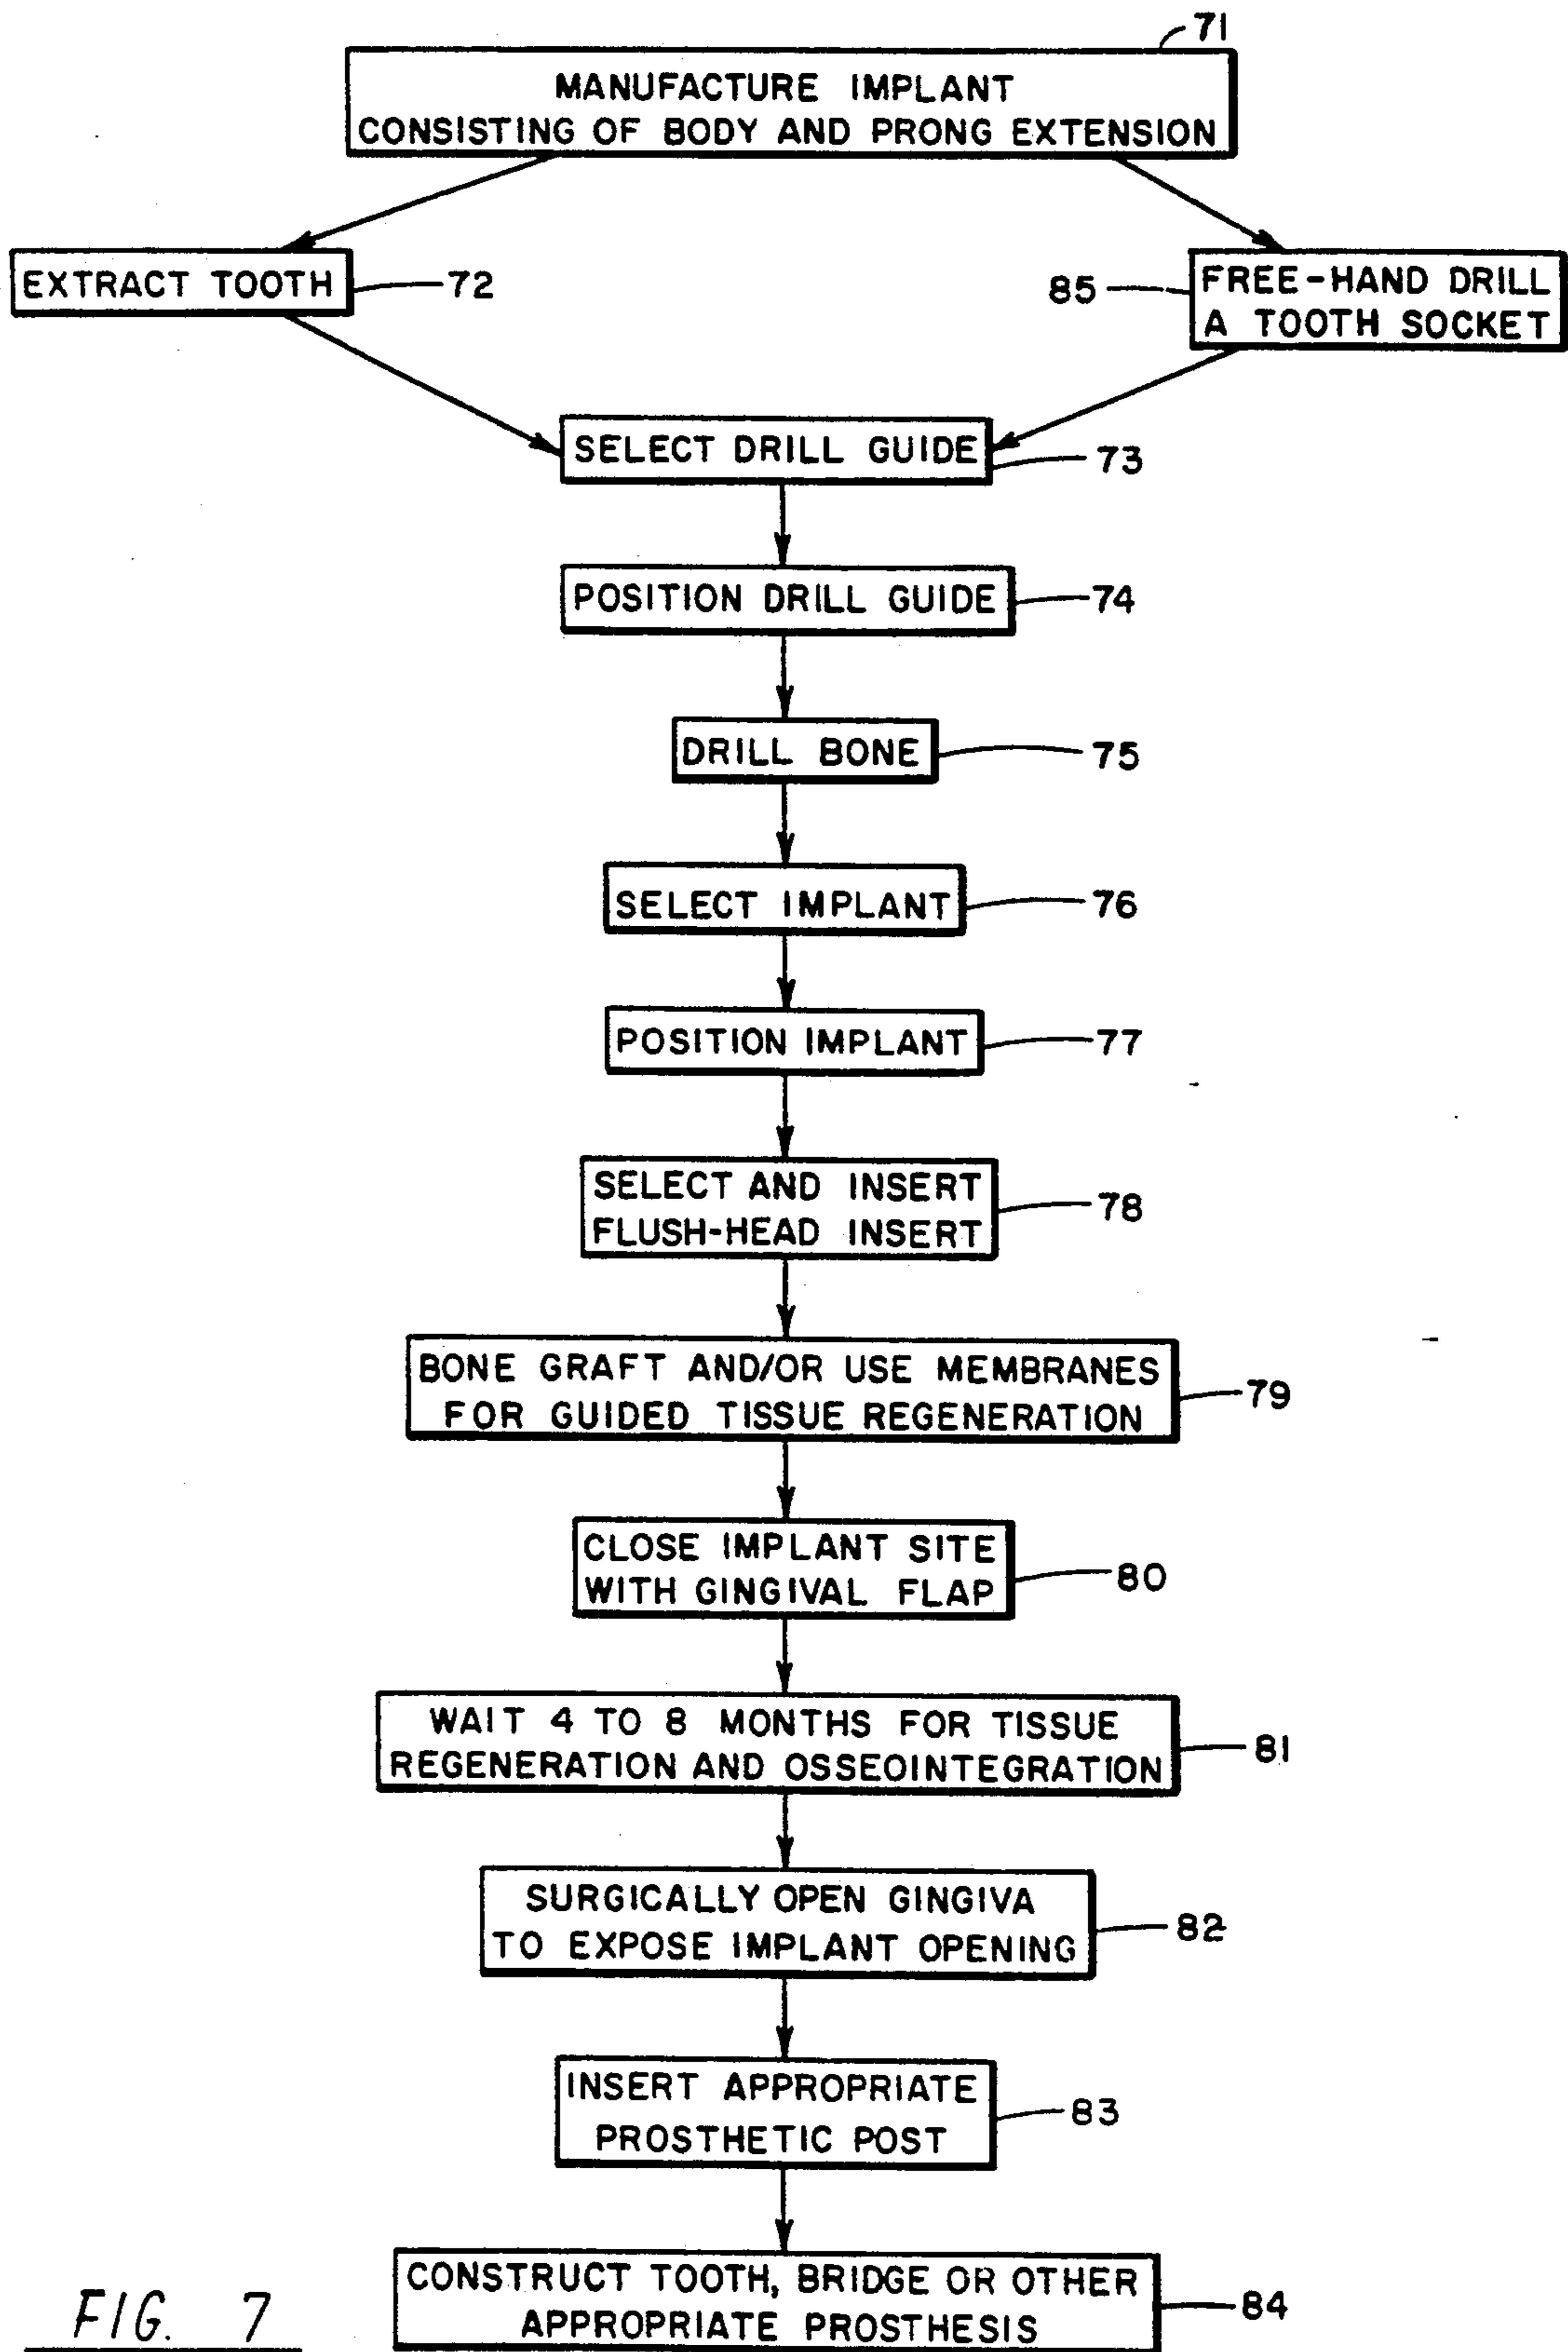 71
MANUFACTURE IMPLANT
CONSISTING OF BODY AND PRONG EXTENSION
EXTRACT TOOTH
72
85
FREE-HAND DRILL
A TOOTH SOCKET
SELECT DRILL GUIDE
73
POSITION DRILL GUIDE
74
DRILL BONE
75
SELECT IMPLANT
76
POSITION IMPLANT
77
SELECT AND INSERT
FLUSH-HEAD INSERT
78
BONE GRAFT AND/OR USE MEMBRANES
FOR GUIDED TISSUE REGENERATION
79
CLOSE IMPLANT SITE
WITH GINGIVAL FLAP
80
WAIT 4 TO 8 MONTHS FOR TISSUE
REGENERATION AND OSSEOINTEGRATION
81
SURGICALLY OPEN GINGIVA
TO EXPOSE IMPLANT OPENING
82
INSERT APPROPRIATE
PROSTHETIC POST
83
CONSTRUCT TOOTH, BRIDGE OR OTHER
APPROPRIATE PROSTHESIS
84
FIG. 7